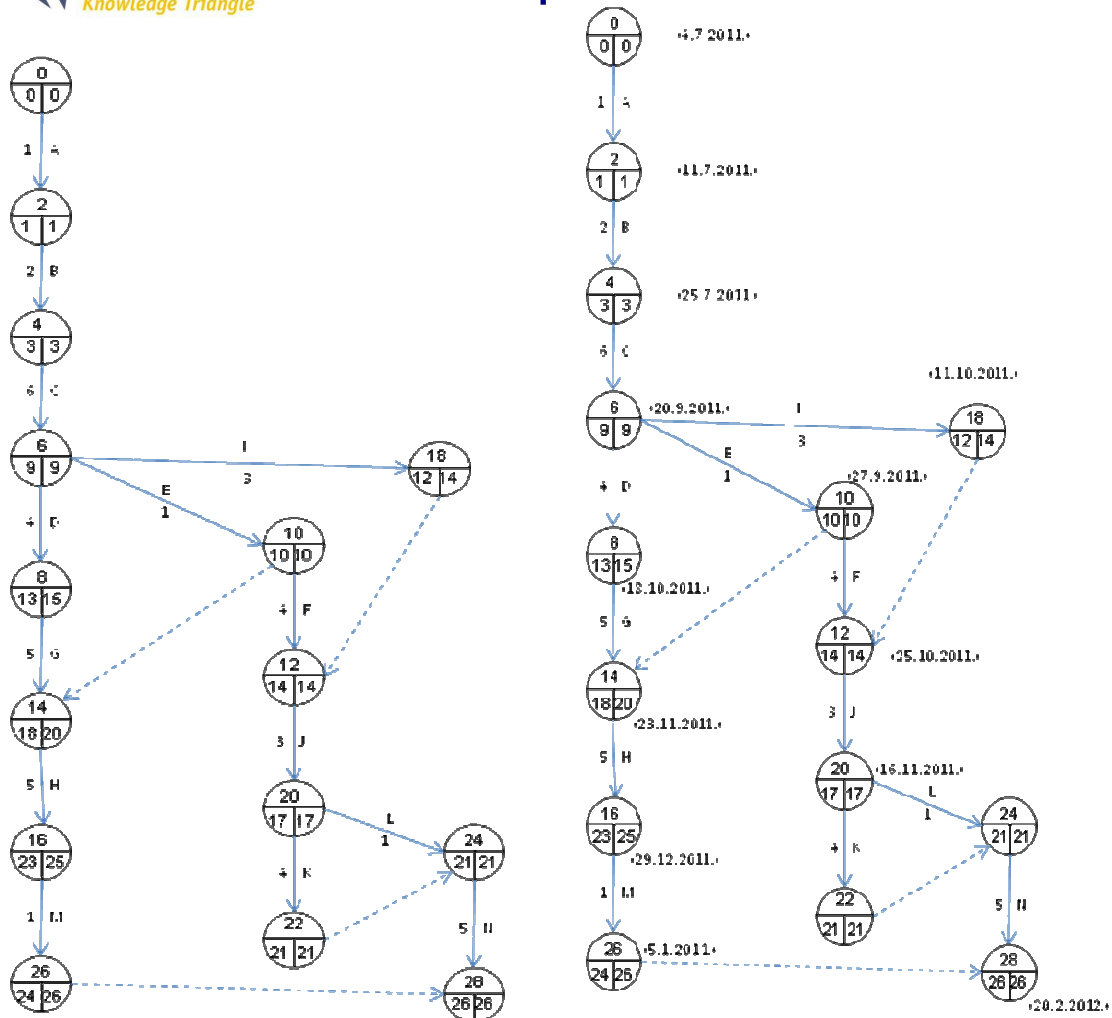 Knowledge Triangle
0
0 0
1 A
2
1 1
2 B
4
3 3
6 C
6
9 9
I
3
18
12 14
E
1
4 D
10
10 10
8
13 15
4 F
5 G
12
14 14
14
18 20
3 J
5 H
20
17 17
L
1
24
21 21
16
23 25
4 K
1 M
22
21 21
5 N
26
24 26
28
26 26
0
0 0
1 A
2
1 1
(11.7.2011.)
2 B
4
3 3
(25.7.2011)
6 C
6
9 9
(20.9.2011.)
I
3
(11.10.2011.)
18
12 14
E
1
(27.9.2011.)
10
10 10
4 D
8
13 15
(18.10.2011.)
4 F
5 G
12
14 14
(25.10.2011.)
14
18 20
(23.11.2011.)
3 J
5 H
20
17 17
(16.11.2011.)
L
1
24
21 21
16
23 25
(29.12.2011.)
4 K
1 M
22
21 21
5 N
26
24 26
(5.1.2011)
28
26 26
(20.2.2012.)